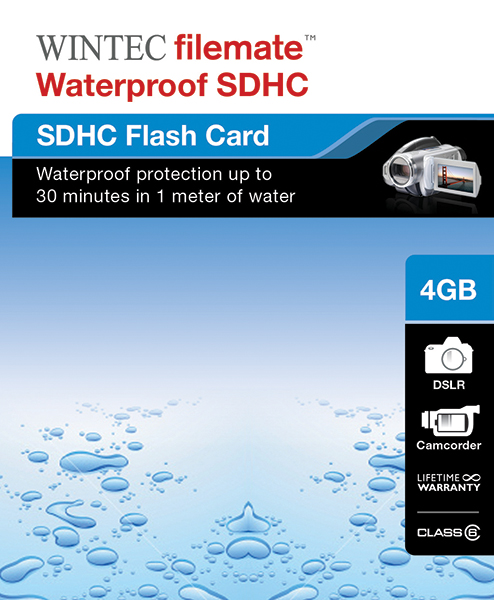 WINTEC filemate™
Waterproof SDHC
SDHC Flash Card
Waterproof protection up to
30 minutes in 1 meter of water
4GB
DSLR
Camcorder
LIFETIME
WARRANTY
CLASS 6